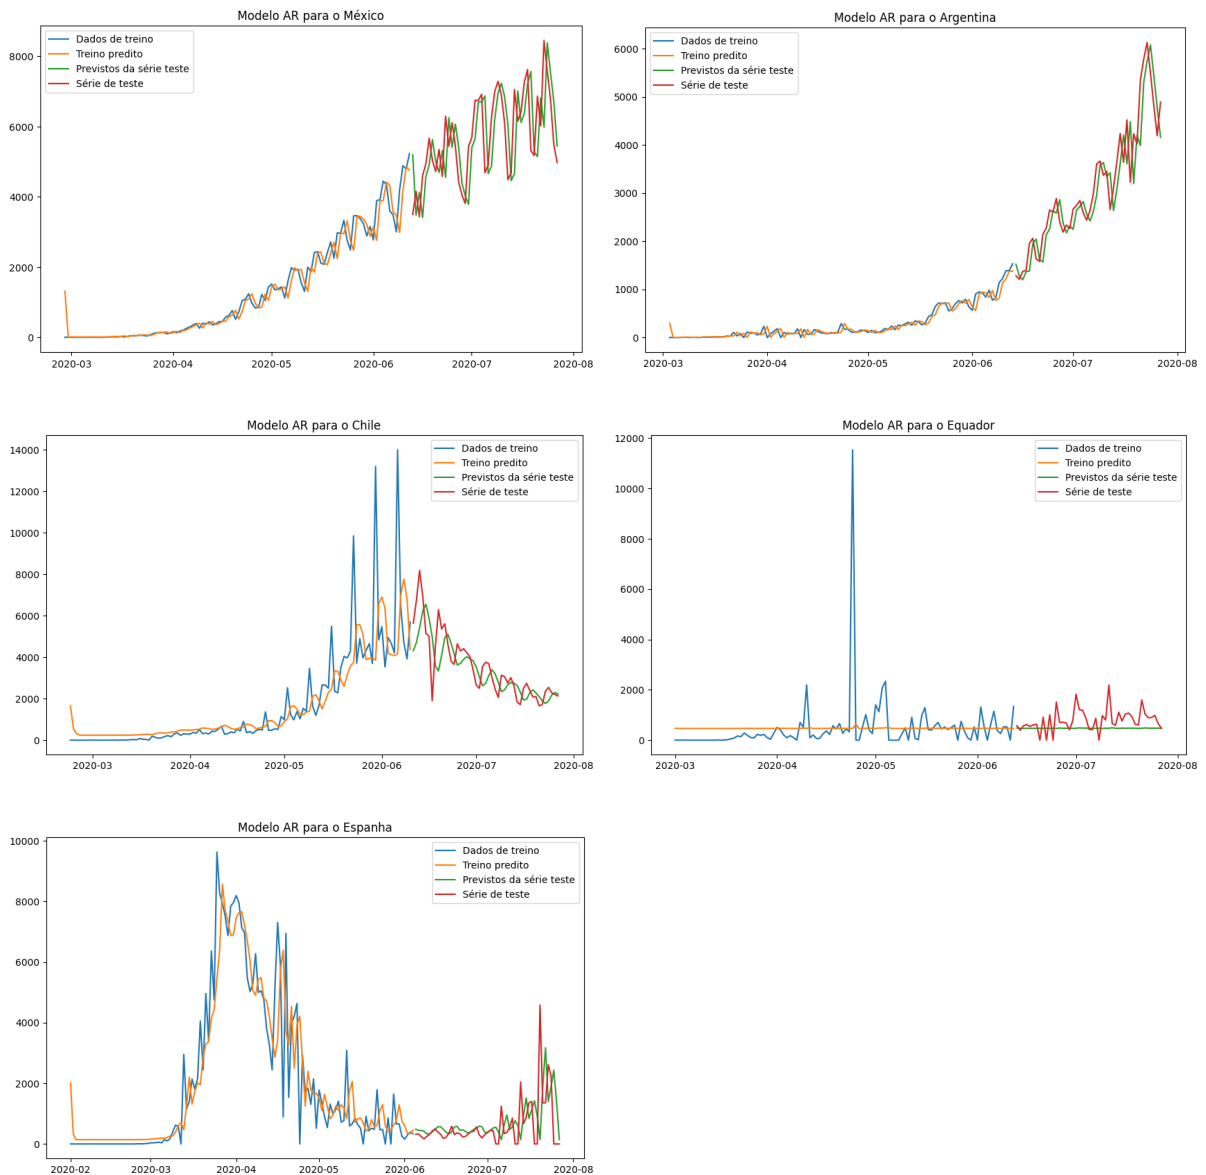 Modelo AR para o México
Dados de treino
Treino predito
Previstos da série teste
Série de teste
8000
6000
4000
2000
0
2020-03
2020-04
2020-05
2020-06
2020-07
2020-08
Modelo AR para o Argentina
Dados de treino
Treino predito
Previstos da série teste
Série de teste
6000
5000
4000
3000
2000
1000
0
2020-03
2020-04
2020-05
2020-06
2020-07
2020-08
Modelo AR para o Chile
Dados de treino
Treino predito
Previstos da série teste
Série de teste
14000
12000
10000
8000
6000
4000
2000
0
2020-03
2020-04
2020-05
2020-06
2020-07
2020-08
Modelo AR para o Equador
Dados de treino
Treino predito
Previstos da série teste
Série de teste
12000
10000
8000
6000
4000
2000
0
2020-03
2020-04
2020-05
2020-06
2020-07
2020-08
Modelo AR para o Espanha
Dados de treino
Treino predito
Previstos da série teste
Série de teste
10000
8000
6000
4000
2000
0
2020-02
2020-03
2020-04
2020-05
2020-06
2020-07
2020-08